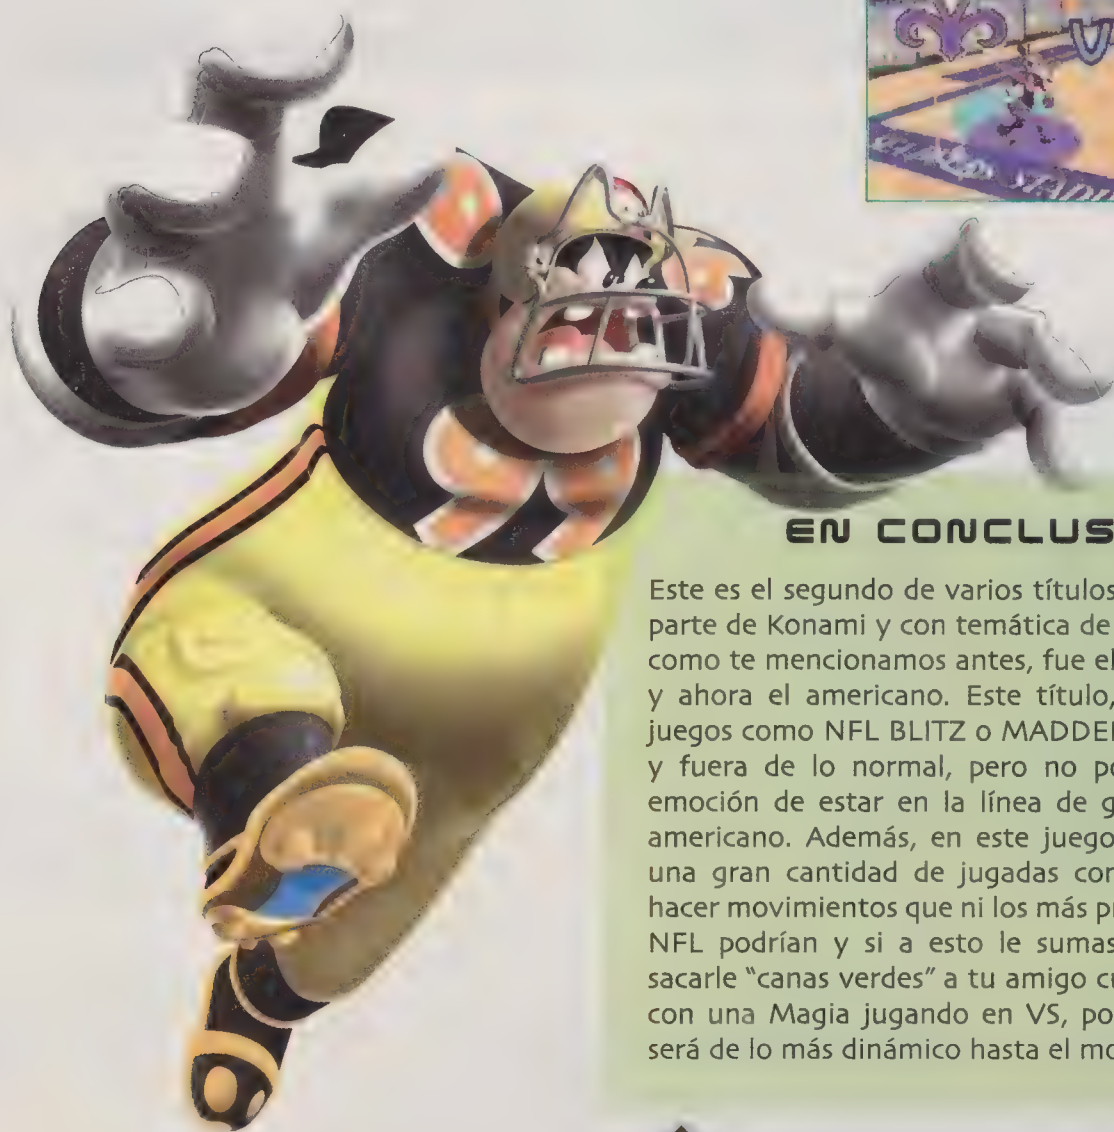 EN CONCLUS
Este es el segundo de varios títulos
parte de Konami y con temática de
como te mencionamos antes, fue el
y ahora el americano. Este título,
juegos como NFL BLITZ o MADDE
y fuera de lo normal, pero no po
emoción de estar en la línea de g
americano. Además, en este juego
una gran cantidad de jugadas con
hacer movimientos que ni los más p
NFL podrían y si a esto le sumas
sacarle "canas verdes" a tu amigo c
con una Magia jugando en VS, po
será de lo más dinámico hasta el mo